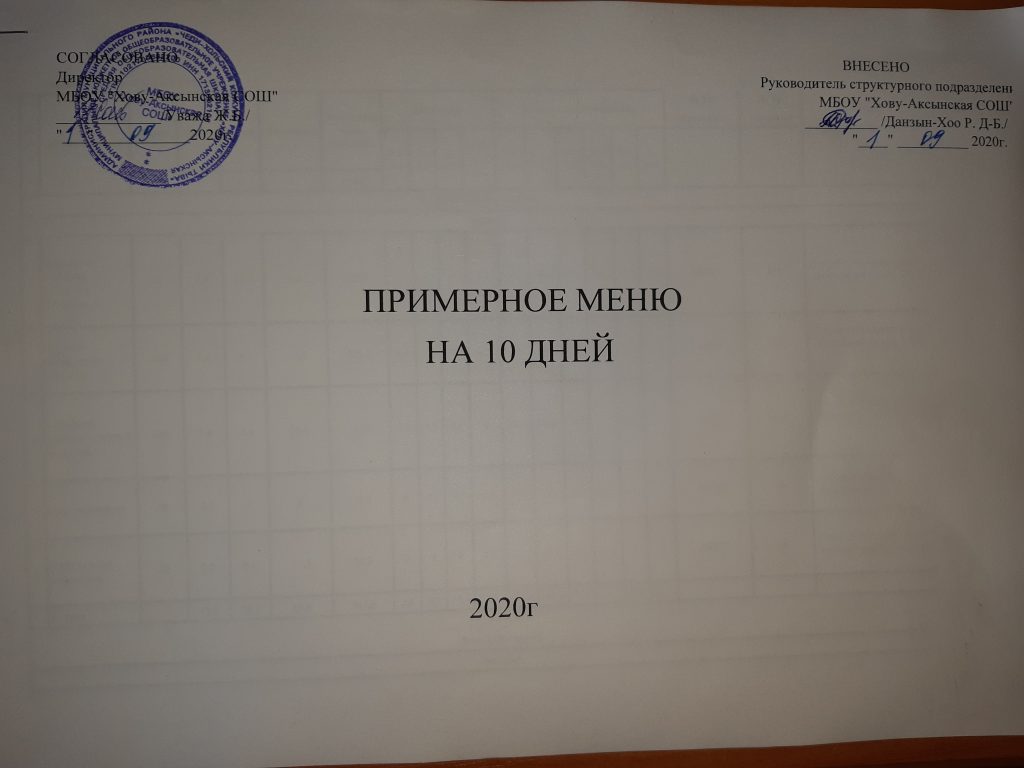 СОГЛАСОВАНО
Директор
МБОУ "Хову-Аксынская СОШ"
Уважа Ж.Б./
"1" 09 2020г.
ВНЕСЕНО
Руководитель структурного подразделени
МБОУ "Хову-Аксынская СОШ"
/Данзын-Хоо Р. Д-Б./
"1" 09 2020г.
ПРИМЕРНОЕ МЕНЮ
НА 10 ДНЕЙ
2020г